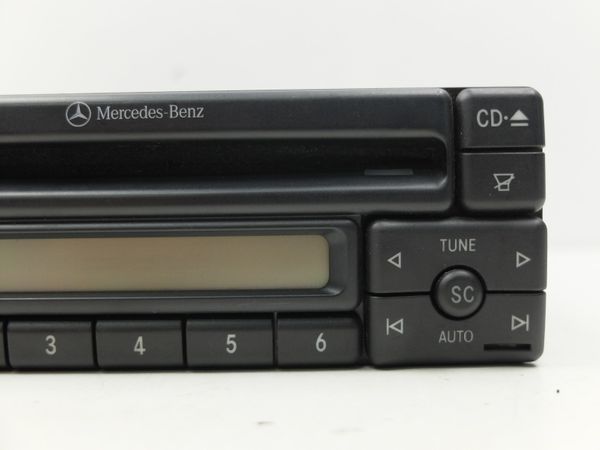 Mercedes-Benz
CD·
TUNE
SC
AUTO
3 4 5 6